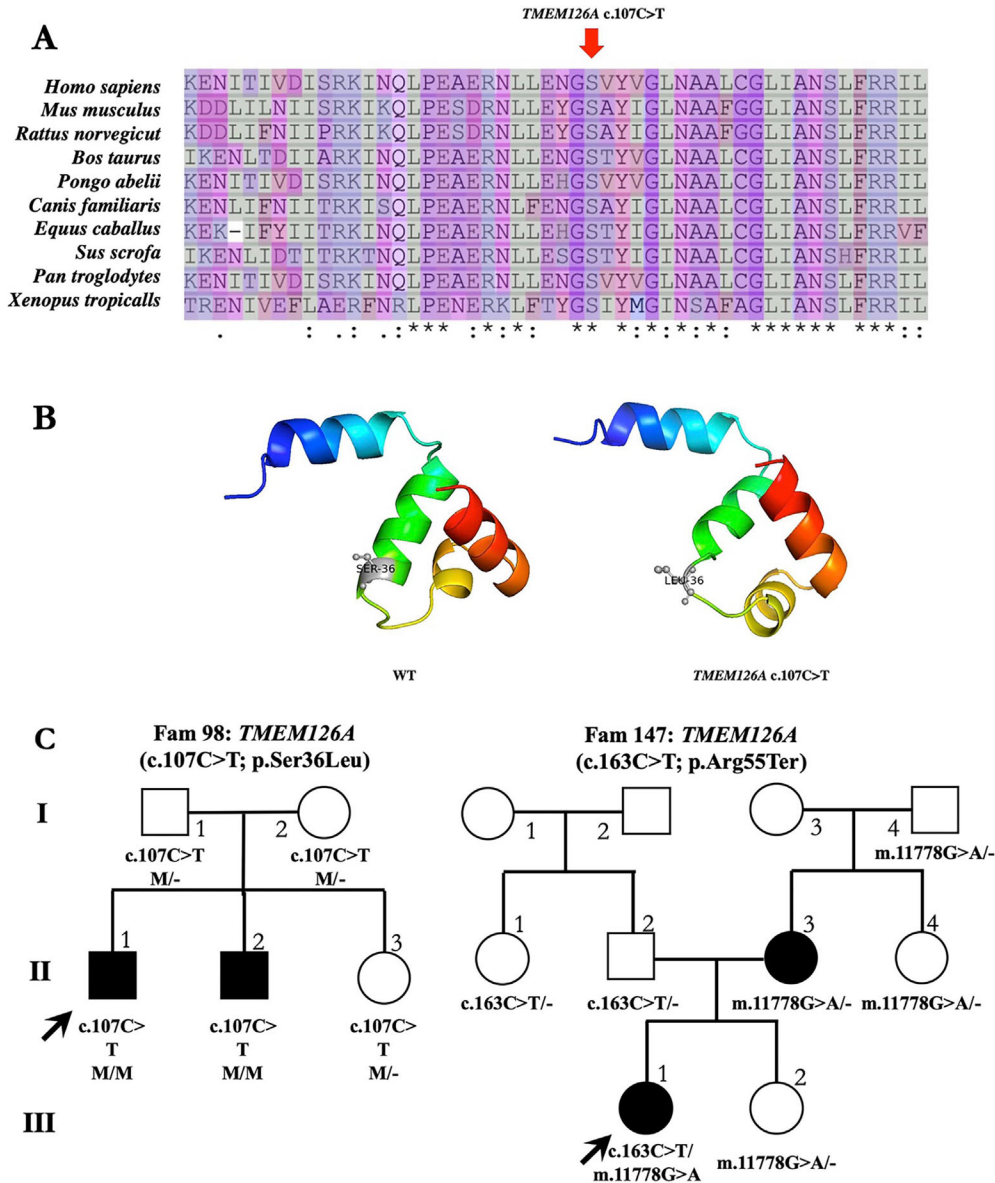 TMEM126A c.107C>T
A
Homo sapiens KENITIVDIISRKINQLPEAERNLLENGSVYVGLNAALCGLIANSLFRRIL
Mus musculus KDDLILNIISRKIKQLPESDRNLLEYGSAYIGLNAAFGGLIANSLFRRIL
Rattus norvegicut KDDLIFNIIPRKIKQLPESDRNLLEYGSAYIGLNAAFGGLIANSLFRRIL
Bos taurus IKENLTDIIARKINQLPEAERNLLENGSTYVGLNAALCGLIANSLFRRIL
Pongo abelii KENITIVDISRKINQLPEAERNLLEHGSVYVGLNAALCGLIANSLFRRIL
Canis familiaris KENLIFNIITRKISQLPEAERNLFENGSAYIGLNAALCGLIANSLFRRIL
Equus caballus KEK-IFYIITRKINQLPEAERNLLEHGSTYIGLNAALCGLIANSLFRRVF
Sus scrofa IKENLIDTITRKTNQLPEAERNLLESGSTYIGLNAALCGLIANSHFRRIL
Pan troglodytes KENITIVDISRKINQLPEAERNLLENGSVYVGLNAALCGLIANSLFRRIL
Xenopus tropicalls TRENIVEFLAERFNRLPENERKLFTYGSIYMGINSAFAGLIANSLFRRIL
. : .: .:*** :*:*: ** *:*:*:*: ****** ***::
B
SER-36 LEU-36
WT TMEM126A c.107C>T
C
Fam 98: TMEM126A
(c.107C>T; p.Ser36Leu)
Fam 147: TMEM126A
(c.163C>T; p.Arg55Ter)
I
1 2 1 2 3 4
c.107C>T c.107C>T m.11778G>A/-
M/- M/-
II
1 2 3 1 2 3 4
c.107C> c.107C> c.107C> c.163C>T/- c.163C>T/- m.11778G>A/- m.11778G>A/-
T T T
M/M M/M M/-
III
1 2
c.163C>T/ m.11778G>A/-
m.11778G>A